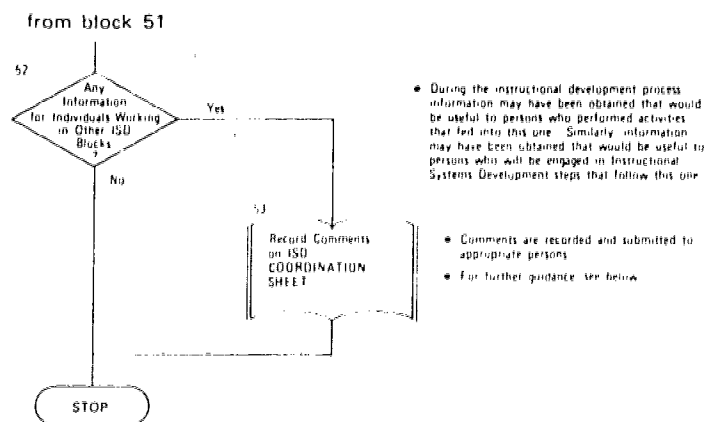 from block 51
52
Any
Information
for Individuals Working
in Other ISD
Blocks
?
Yes
No
● During the instructional development process
information may have been obtained that would
be useful to persons who performed activities
that fed into this one Similarly information
may have been obtained that would be useful to
persons who will be engaged in Instructional
Systems Development steps that follow this one
53
Record Comments
on ISD
COORDINATION
SHEET
● Comments are recorded and submitted to
appropriate persons
● For further guidance see below
STOP